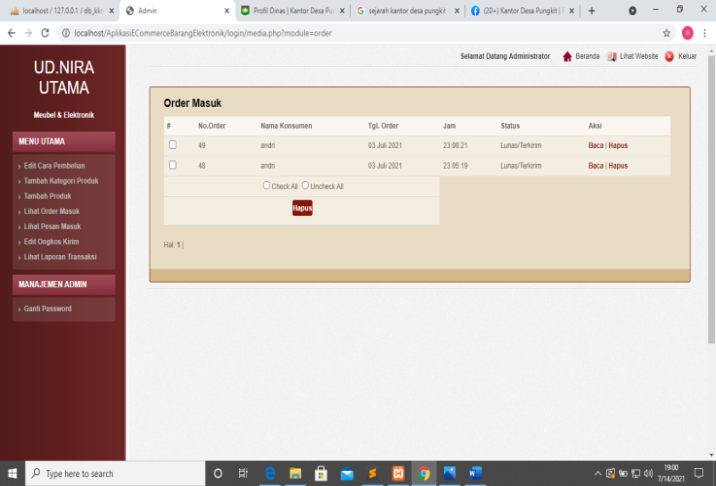 localhost / 127.0.0.1 / db_kkn
Admin
Profil Dinas | Kantor Desa Pu
sejarah kantor desa pungkit
(20+) Kantor Desa Pungkit |
localhost/AplikasiECommerceBarangElektronik/login/media.php?module=order
Selamat Datang Administrator Beranda Lihat Website Keluar
UD.NIRA
UTAMA
Meubel & Elektronik
MENU UTAMA
› Edit Cara Pembelian
› Tambah Kategori Produk
› Tambah Produk
› Lihat Order Masuk
› Lihat Pesan Masuk
› Edit Ongkos Kirim
› Lihat Laporan Transaksi
MANAJEMEN ADMIN
› Ganti Password
Order Masuk
# No.Order Nama Konsumen Tgl. Order Jam Status Aksi
49 andri 03 Juli 2021 23:08:21 Lunas/Terkirim Baca | Hapus
48 andri 03 Juli 2021 23:05:19 Lunas/Terkirim Baca | Hapus
Check All Uncheck All
Hapus
Hal: 1 |
Type here to search
19:00
7/14/2021